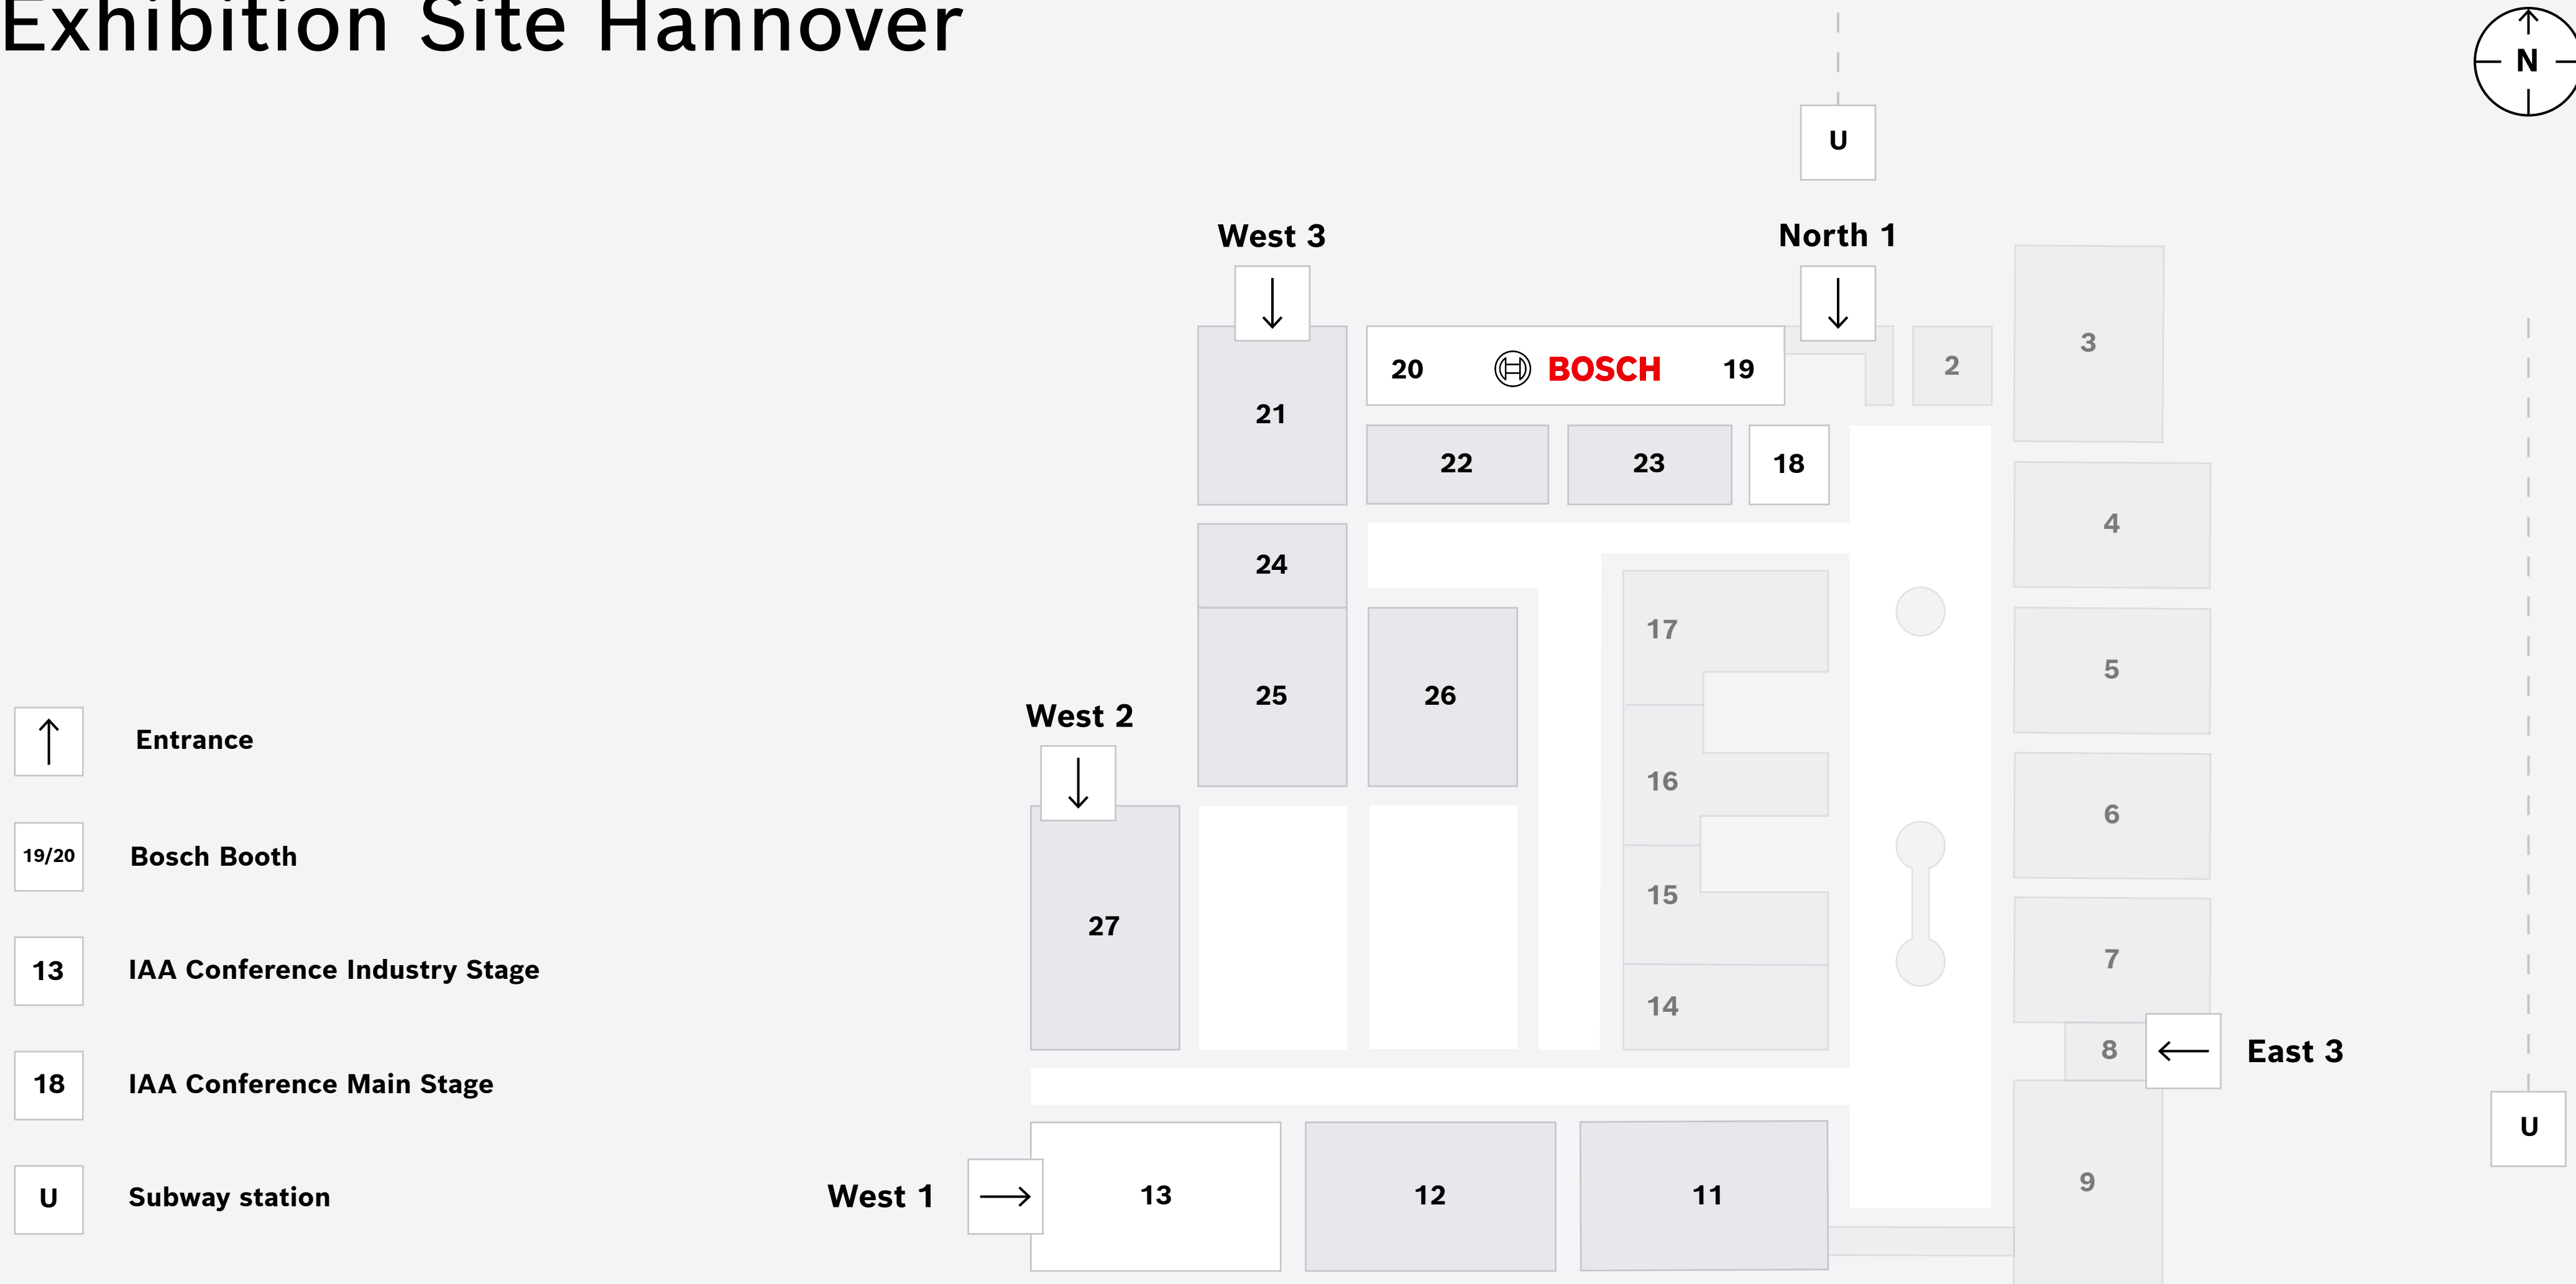 Exhibition Site Hannover
N
U
West 3
North 1
20 BOSCH 19
2
3
21
22
23
18
4
24
17
5
25
26
West 2
16
6
Entrance
19/20 Bosch Booth
27
15
7
13 IAA Conference Industry Stage
14
8
East 3
18 IAA Conference Main Stage
U
U Subway station
West 1
13
12
11
9